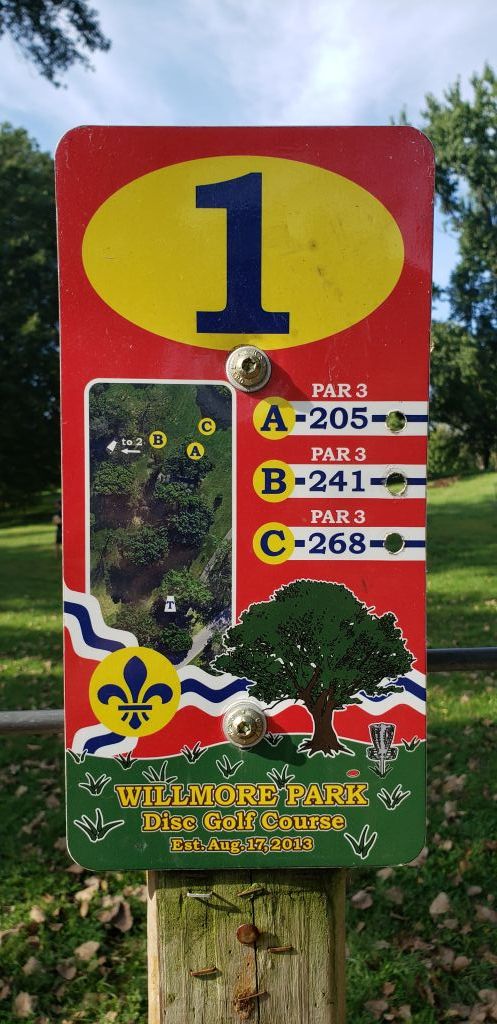 1
PAR 3
A 205
PAR 3
B 241
PAR 3
C 268
to 2 B C
A
T
WILLMORE PARK
Disc Golf Course
Est. Aug. 17, 2013